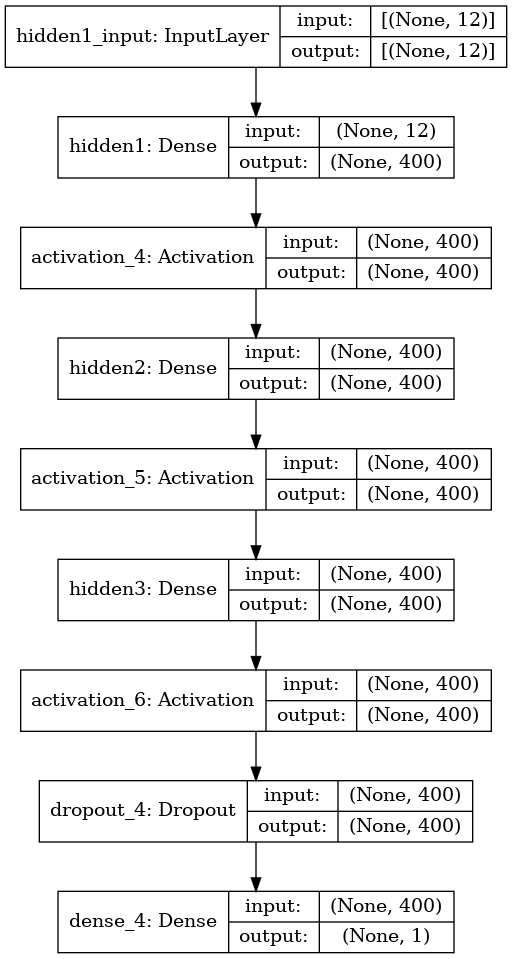 hidden1_input: InputLayer
input: [(None, 12)]
output: [(None, 12)]
hidden1: Dense
input: (None, 12)
output: (None, 400)
activation_4: Activation
input: (None, 400)
output: (None, 400)
hidden2: Dense
input: (None, 400)
output: (None, 400)
activation_5: Activation
input: (None, 400)
output: (None, 400)
hidden3: Dense
input: (None, 400)
output: (None, 400)
activation_6: Activation
input: (None, 400)
output: (None, 400)
dropout_4: Dropout
input: (None, 400)
output: (None, 400)
dense_4: Dense
input: (None, 400)
output: (None, 1)